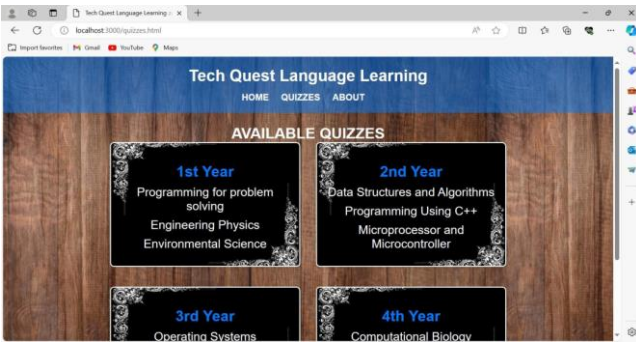 Tech Quest Language Learning
localhost:3000/quizzes.html
Import favorites Gmail YouTube Maps
Tech Quest Language Learning
HOME QUIZZES ABOUT
AVAILABLE QUIZZES
1st Year
Programming for problem
solving
Engineering Physics
Environmental Science
2nd Year
Data Structures and Algorithms
Programming Using C++
Microprocessor and
Microcontroller
3rd Year
Operating Systems
4th Year
Computational Biology